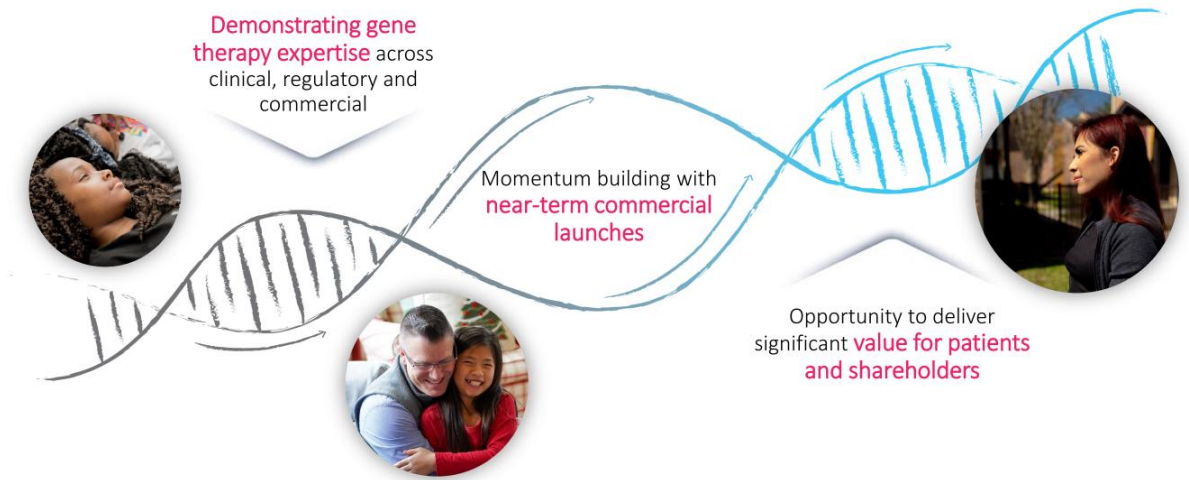 Demonstrating gene
therapy expertise across
clinical, regulatory and
commercial
Momentum building with
near-term commercial
launches
Opportunity to deliver
significant value for patients
and shareholders